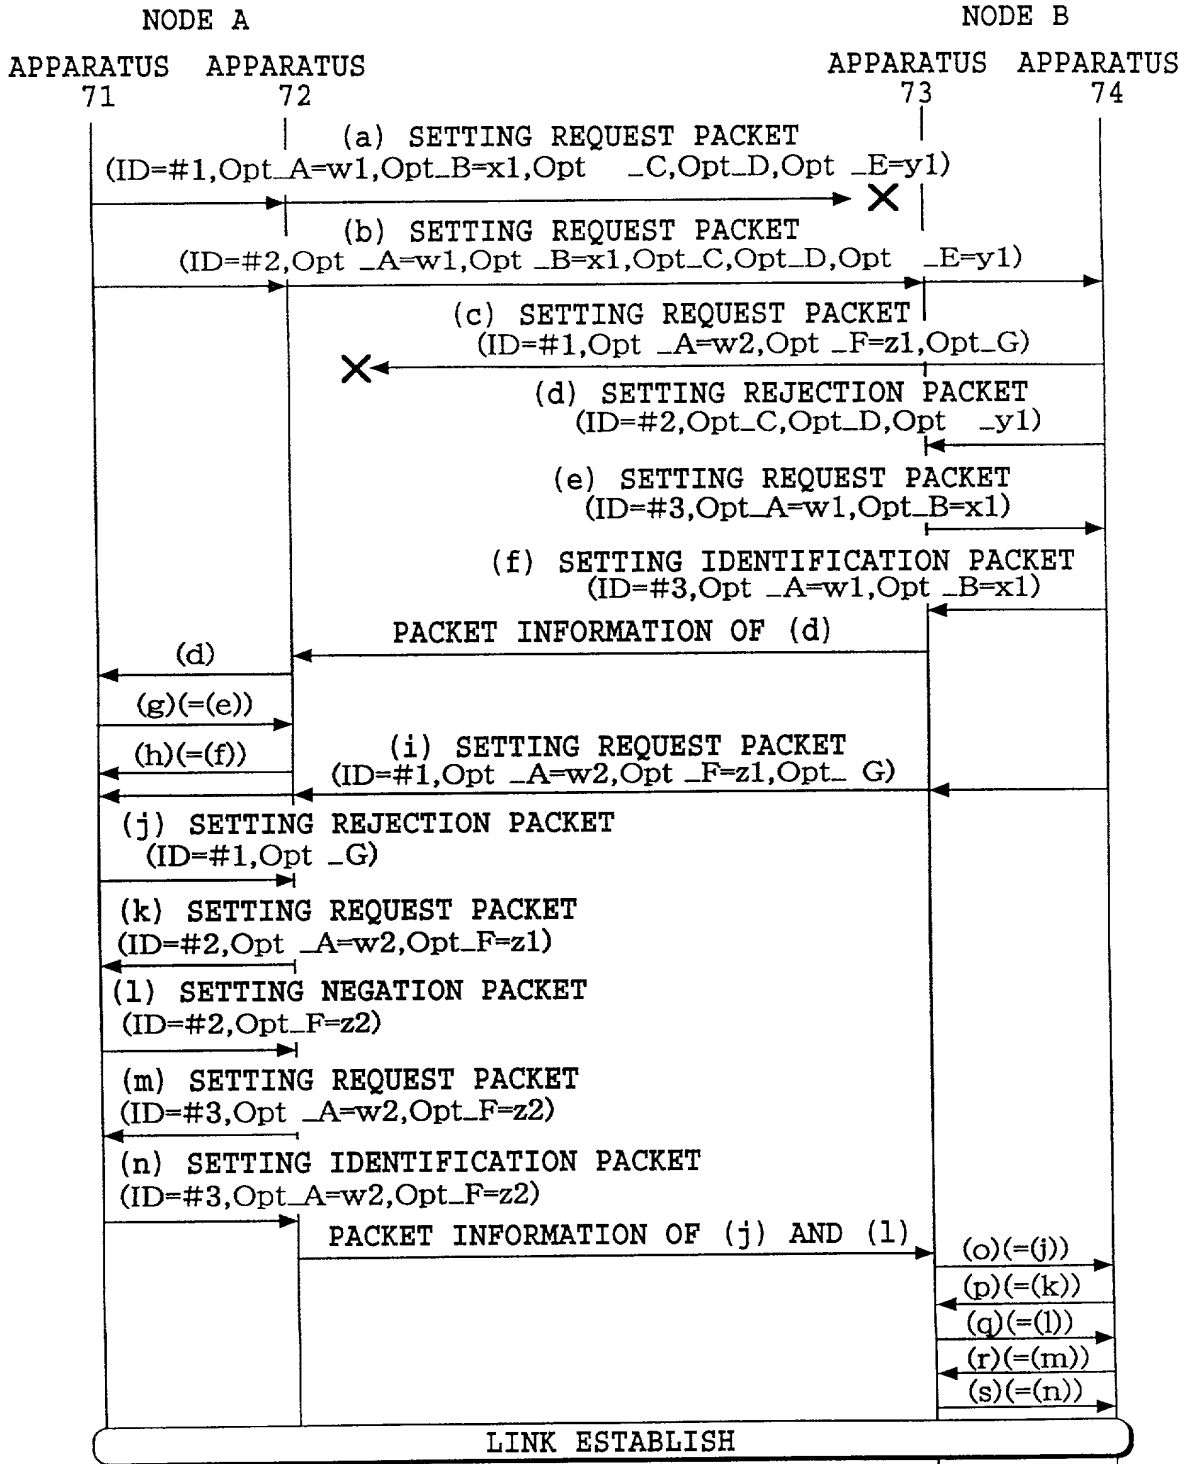 NODE A NODE B
APPARATUS APPARATUS APPARATUS APPARATUS
71 72 73 74
(a) SETTING REQUEST PACKET
(ID=#1,Opt_A=w1,Opt_B=x1,Opt _C,Opt_D,Opt _E=y1)
(b) SETTING REQUEST PACKET
(ID=#2,Opt _A=w1,Opt _B=x1,Opt_C,Opt_D,Opt _E=y1)
(c) SETTING REQUEST PACKET
(ID=#1,Opt _A=w2,Opt _F=z1,Opt_G)
(d) SETTING REJECTION PACKET
(ID=#2,Opt_C,Opt_D,Opt _y1)
(e) SETTING REQUEST PACKET
(ID=#3,Opt_A=w1,Opt_B=x1)
(f) SETTING IDENTIFICATION PACKET
(ID=#3,Opt _A=w1,Opt _B=x1)
PACKET INFORMATION OF (d)
(d)
(g)(=(e))
(h)(=(f))
(i) SETTING REQUEST PACKET
(ID=#1,Opt _A=w2,Opt _F=z1,Opt_ G)
(j) SETTING REJECTION PACKET
(ID=#1,Opt _G)
(k) SETTING REQUEST PACKET
(ID=#2,Opt _A=w2,Opt_F=z1)
(l) SETTING NEGATION PACKET
(ID=#2,Opt_F=z2)
(m) SETTING REQUEST PACKET
(ID=#3,Opt _A=w2,Opt_F=z2)
(n) SETTING IDENTIFICATION PACKET
(ID=#3,Opt_A=w2,Opt_F=z2)
PACKET INFORMATION OF (j) AND (l)
(o)(=(j))
(p)(=(k))
(q)(=(l))
(r)(=(m))
(s)(=(n))
LINK ESTABLISH